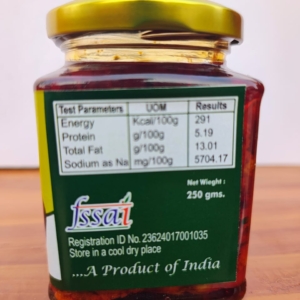 Test Parameters UOM Results
Energy Kcal/100g 291
Protein g/100g 5.19
Total Fat g/100g 13.01
Sodium as Na mg/100g 5704.17
Net Wieght :
250 gms.
fssai
Registration ID No. 23624017001035
Store in a cool dry place
...A Product of India